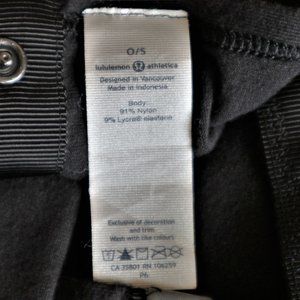 O/S
lululemon athletica
Designed in Vancouver
Made in Indonesia
Body
91% Nylon
9% Lycra® elastane
Exclusive of decoration
and trim
Wash with like colours
CA 35801 RN 106259
P6